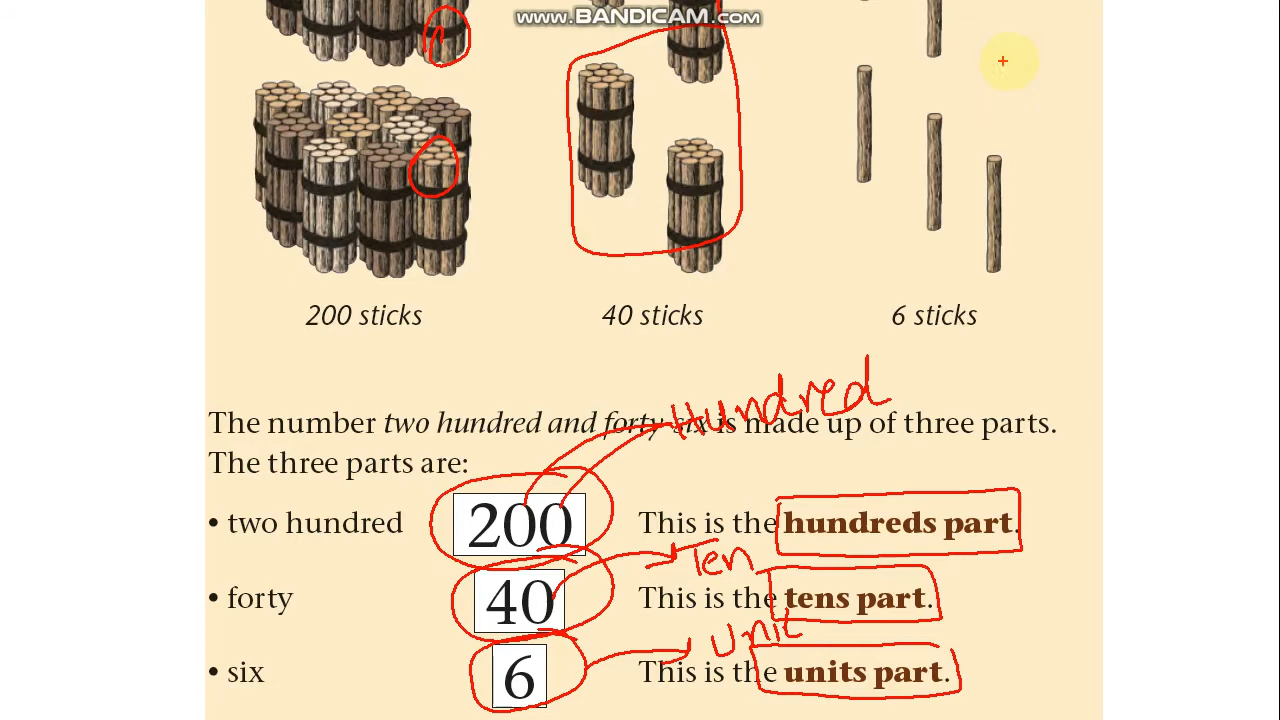 www.BANDICAM.com
200 sticks
40 sticks
6 sticks
Hundred
The number two hundred and forty-six is made up of three parts.
The three parts are:
• two hundred 200 This is the hundreds part.
Ten
• forty 40 This is the tens part.
Unit
• six 6 This is the units part.